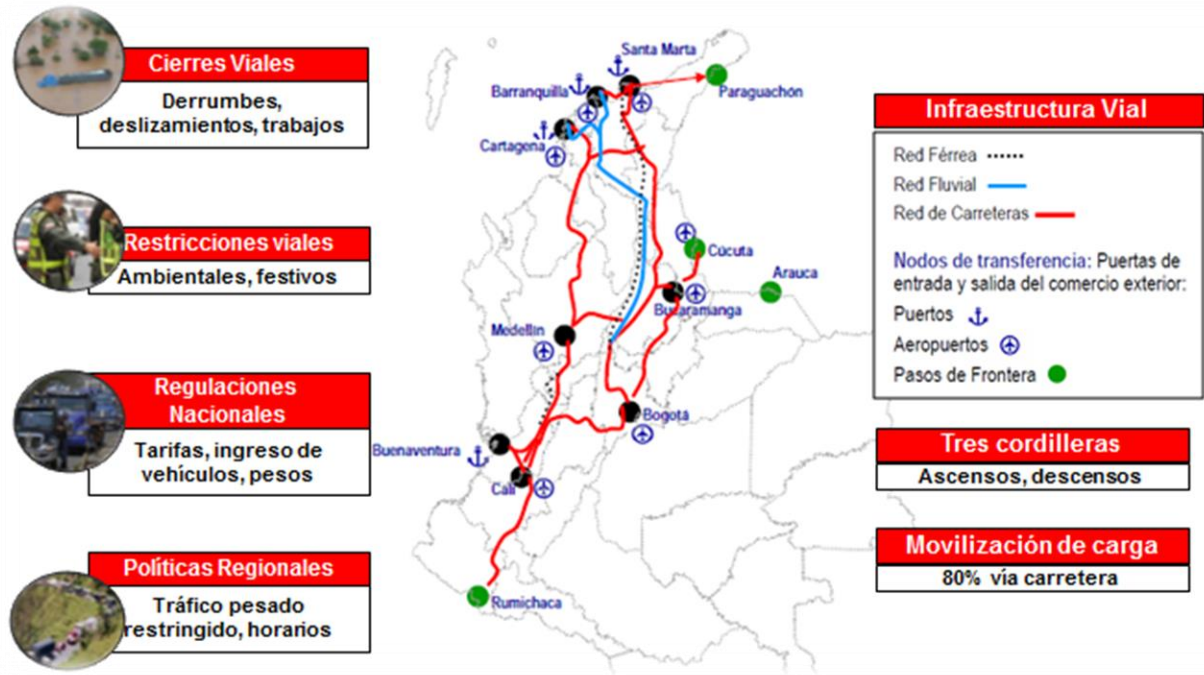 Cierres Viales
Derrumbes,
deslizamientos, trabajos
Restricciones viales
Ambientales, festivos
Regulaciones
Nacionales
Tarifas, ingreso de
vehículos, pesos
Políticas Regionales
Tráfico pesado
restringido, horarios
Santa Marta
Barranquilla
Paraguachón
Cartagena
Cúcuta
Arauca
Bucaramanga
Medellín
Bogotá
Buenaventura
Cali
Rumichaca
Infraestructura Vial
Red Férrea
Red Fluvial
Red de Carreteras
Nodos de transferencia: Puertas de
entrada y salida del comercio exterior:
Puertos
Aeropuertos
Pasos de Frontera
Tres cordilleras
Ascensos, descensos
Movilización de carga
80% vía carretera